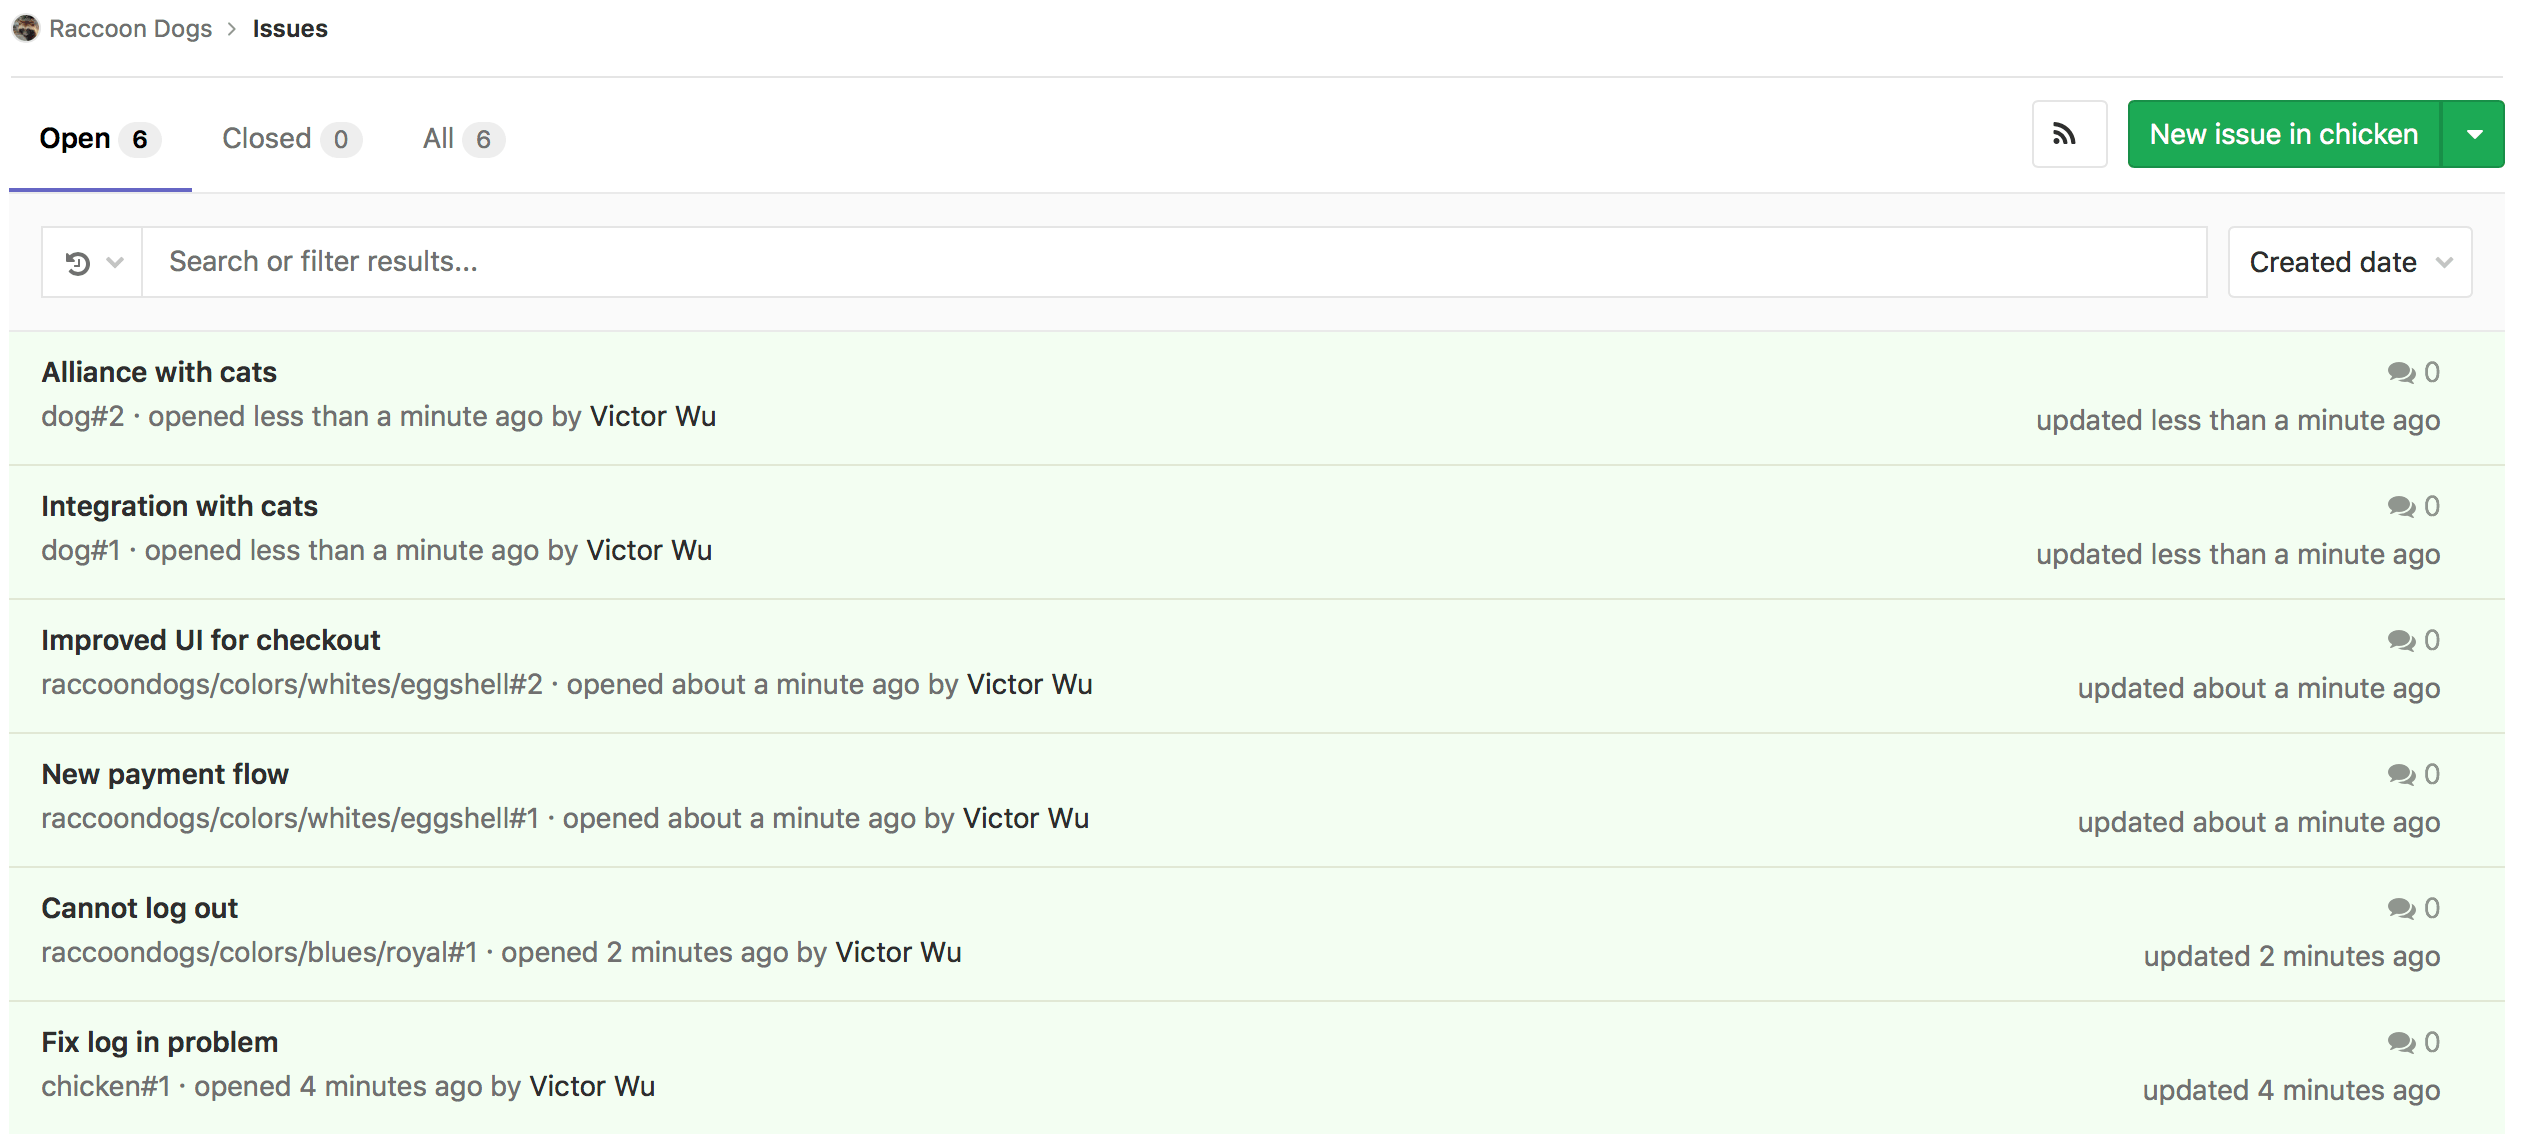 Raccoon Dogs > Issues
Open 6 Closed 0 All 6 New issue in chicken
Search or filter results... Created date
Alliance with cats 0
dog#2 · opened less than a minute ago by Victor Wu updated less than a minute ago
Integration with cats 0
dog#1 · opened less than a minute ago by Victor Wu updated less than a minute ago
Improved UI for checkout 0
raccoondogs/colors/whites/eggshell#2 · opened about a minute ago by Victor Wu updated about a minute ago
New payment flow 0
raccoondogs/colors/whites/eggshell#1 · opened about a minute ago by Victor Wu updated about a minute ago
Cannot log out 0
raccoondogs/colors/blues/royal#1 · opened 2 minutes ago by Victor Wu updated 2 minutes ago
Fix log in problem 0
chicken#1 · opened 4 minutes ago by Victor Wu updated 4 minutes ago